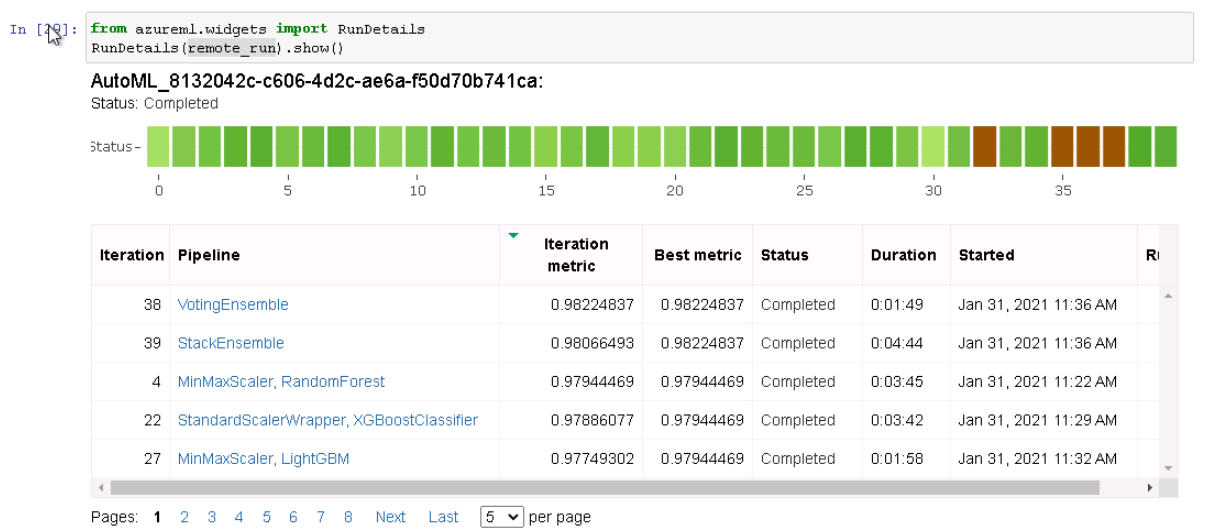 In [29]: from azureml.widgets import RunDetails
RunDetails(remote_run).show()
AutoML_8132042c-c606-4d2c-ae6a-f50d70b741ca:
Status: Completed
Status-
0 5 10 15 20 25 30 35
Iteration Pipeline Iteration metric Best metric Status Duration Started
38 VotingEnsemble 0.98224837 0.98224837 Completed 0:01:49 Jan 31, 2021 11:36 AM
39 StackEnsemble 0.98066493 0.98224837 Completed 0:04:44 Jan 31, 2021 11:36 AM
4 MinMaxScaler, RandomForest 0.97944469 0.97944469 Completed 0:03:45 Jan 31, 2021 11:22 AM
22 StandardScalerWrapper, XGBoostClassifier 0.97886077 0.97944469 Completed 0:03:42 Jan 31, 2021 11:29 AM
27 MinMaxScaler, LightGBM 0.97749302 0.97944469 Completed 0:01:58 Jan 31, 2021 11:32 AM
Pages: 1 2 3 4 5 6 7 8 Next Last 5 per page